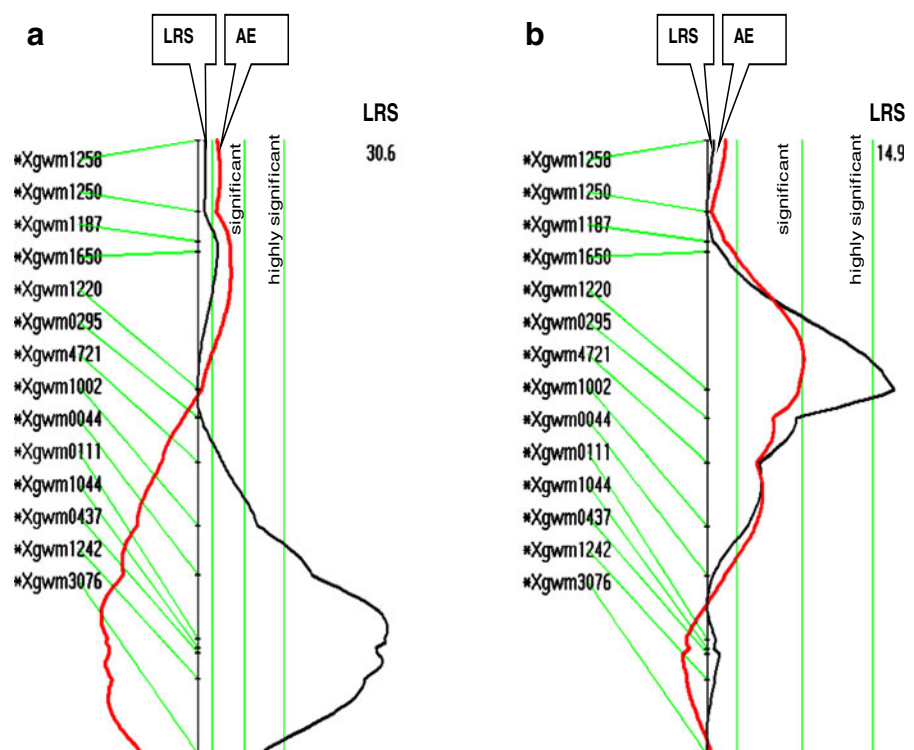 a
LRS
AE
LRS
30.6
significant
highly significant
*Xgwm1258
*Xgwm1250
*Xgwm1187
*Xgwm1650
*Xgwm1220
*Xgwm0295
*Xgwm4721
*Xgwm1002
*Xgwm0044
*Xgwm0111
*Xgwm1044
*Xgwm0437
*Xgwm1242
*Xgwm3076
b
LRS
AE
LRS
14.9
significant
highly significant
*Xgwm1258
*Xgwm1250
*Xgwm1187
*Xgwm1650
*Xgwm1220
*Xgwm0295
*Xgwm4721
*Xgwm1002
*Xgwm0044
*Xgwm0111
*Xgwm1044
*Xgwm0437
*Xgwm1242
*Xgwm3076